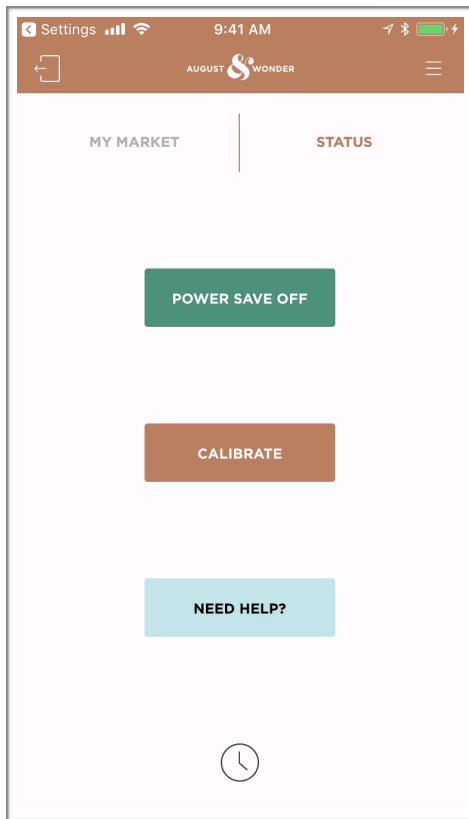 Settings 9:41 AM
AUGUST & WONDER
MY MARKET STATUS
POWER SAVE OFF
CALIBRATE
NEED HELP?